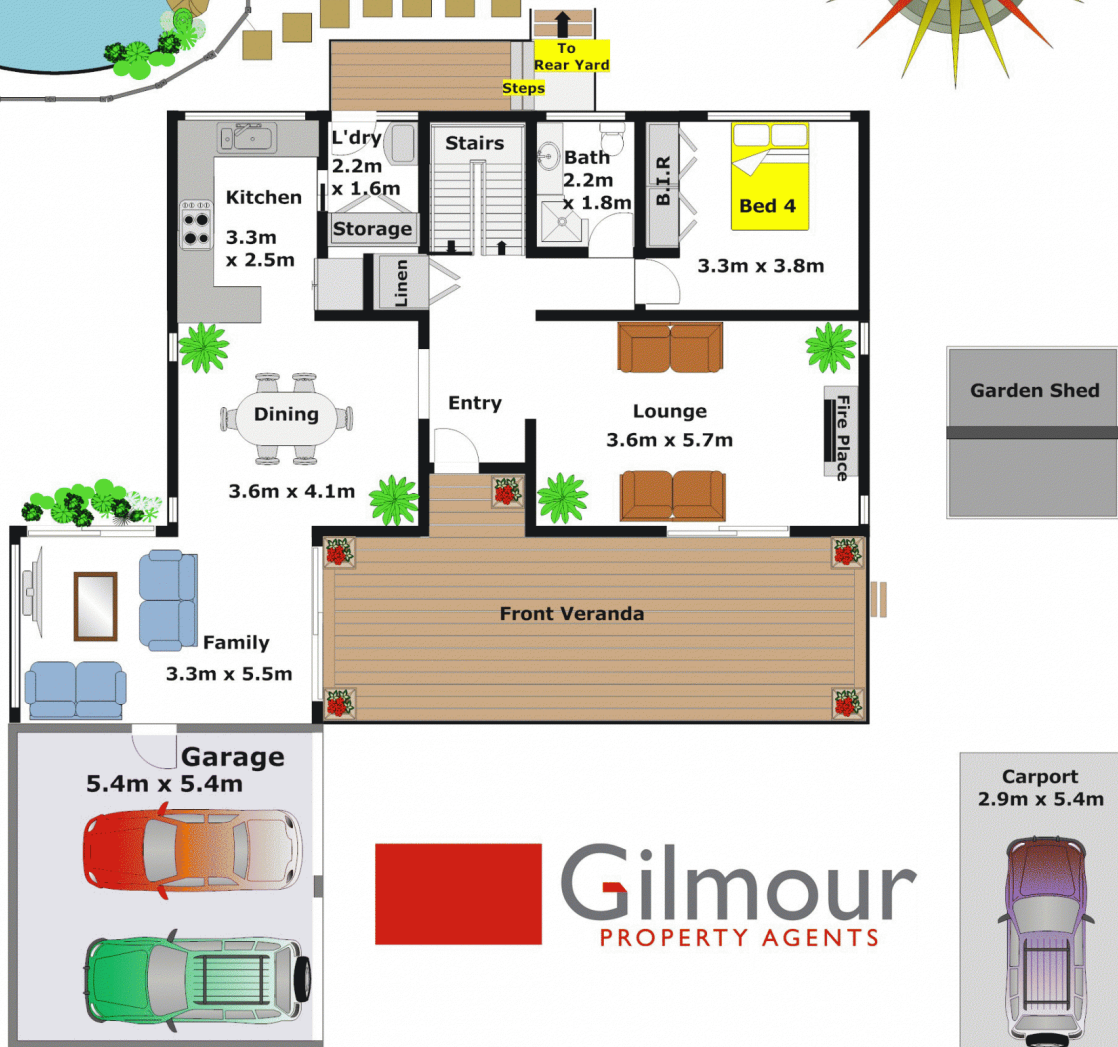 To
Rear Yard
Steps
L'dry
2.2m
x 1.6m
Stairs
Bath
2.2m
x 1.8m
B.I.R
Bed 4
3.3m x 3.8m
Kitchen
3.3m
x 2.5m
Storage
Linen
Dining
3.6m x 4.1m
Entry
Lounge
3.6m x 5.7m
Fire Place
Garden Shed
Family
3.3m x 5.5m
Front Veranda
Garage
5.4m x 5.4m
Carport
2.9m x 5.4m
Gilmour
PROPERTY AGENTS